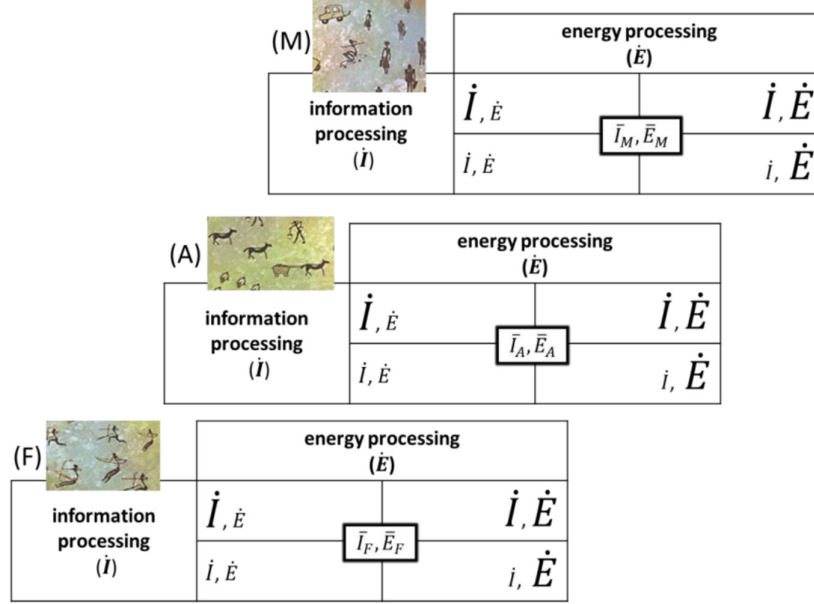 (M)
energy processing
(Ė)
information
processing
(İ)
İ, Ė
İ, Ė
Ī_M, Ē_M
İ, Ė
İ, Ė
(A)
energy processing
(Ė)
information
processing
(İ)
İ, Ė
İ, Ė
Ī_A, Ē_A
İ, Ė
İ, Ė
(F)
energy processing
(Ė)
information
processing
(İ)
İ, Ė
İ, Ė
Ī_F, Ē_F
İ, Ė
İ, Ė